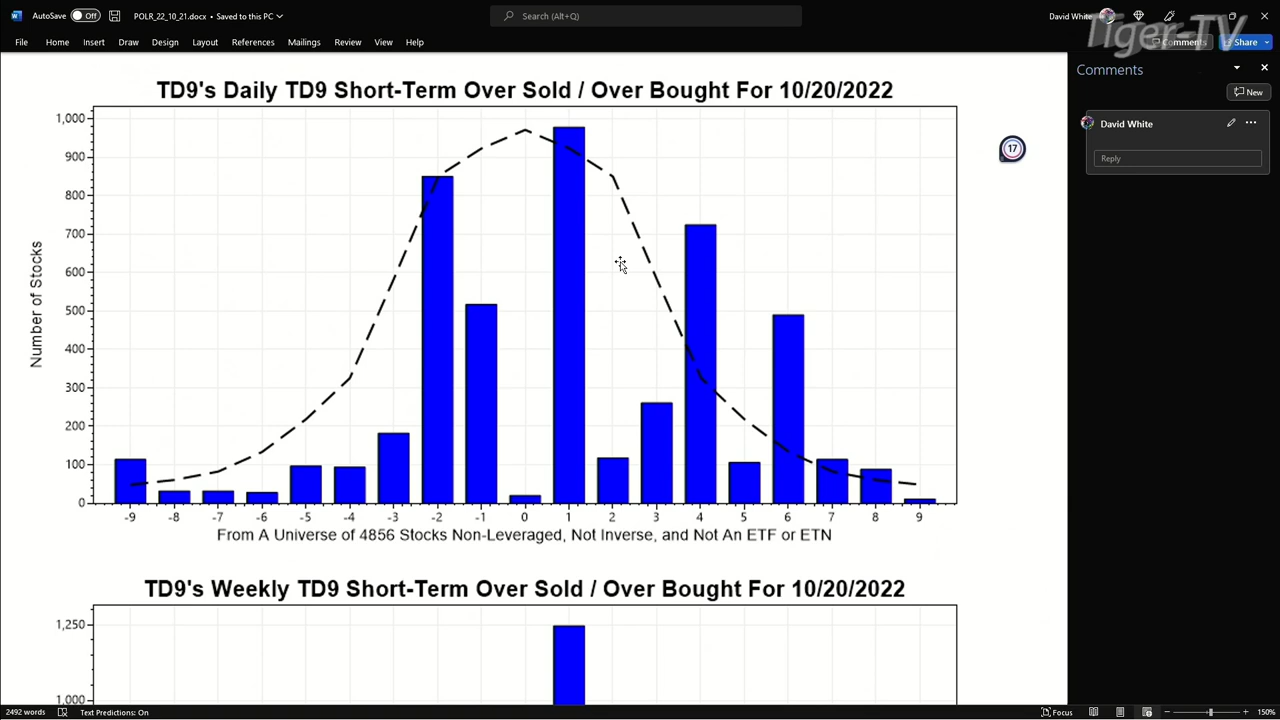 AutoSave Off POLR_22_10_21.docx • Saved to this PC Search (Alt+Q) David White
Tiger-TV
File Home Insert Draw Design Layout References Mailings Review View Help Comments Share
Comments
New
David White
Reply
17
TD9's Daily TD9 Short-Term Over Sold / Over Bought For 10/20/2022
1,000
900
800
700
600
500
400
300
200
100
0
Number of Stocks
-9 -8 -7 -6 -5 -4 -3 -2 -1 0 1 2 3 4 5 6 7 8 9
From A Universe of 4856 Stocks Non-Leveraged, Not Inverse, and Not An ETF or ETN
TD9's Weekly TD9 Short-Term Over Sold / Over Bought For 10/20/2022
1,250
1,000
2492 words Text Predictions: On Focus 150%